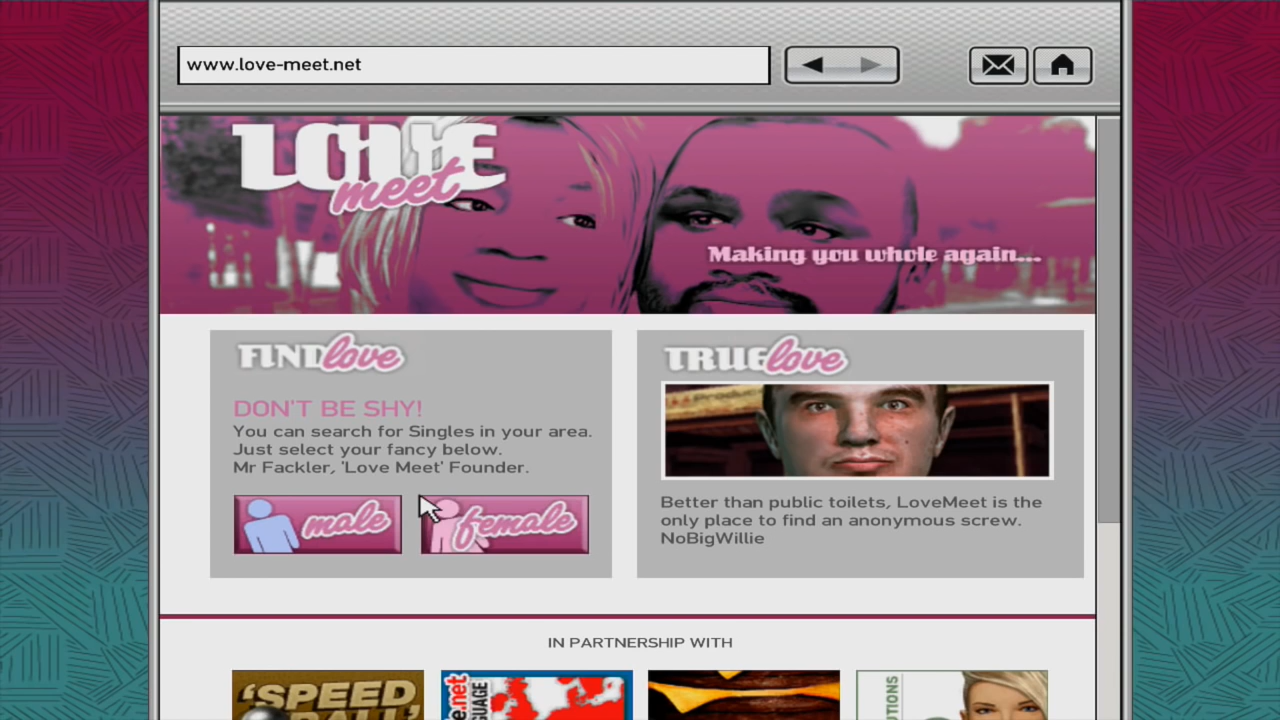 www.love-meet.net
LOVE
meet
Making you whole again...
FINDlove
DON'T BE SHY!
You can search for Singles in your area.
Just select your fancy below.
Mr Fackler, 'Love Meet' Founder.
male
female
TRUElove
Better than public toilets, LoveMeet is the
only place to find an anonymous screw.
NoBigWillie
IN PARTNERSHIP WITH
'SPEED
BALL'